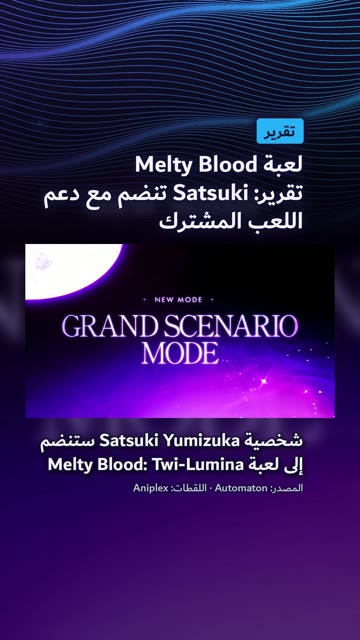 تقرير
لعبة Melty Blood
تقرير: Satsuki تنضم مع دعم
اللعب المشترك
NEW MODE
GRAND SCENARIO
MODE
شخصية Satsuki Yumizuka ستنضم
إلى لعبة Melty Blood: Twi-Lumina
المصدر: Automaton · اللقطات: Aniplex